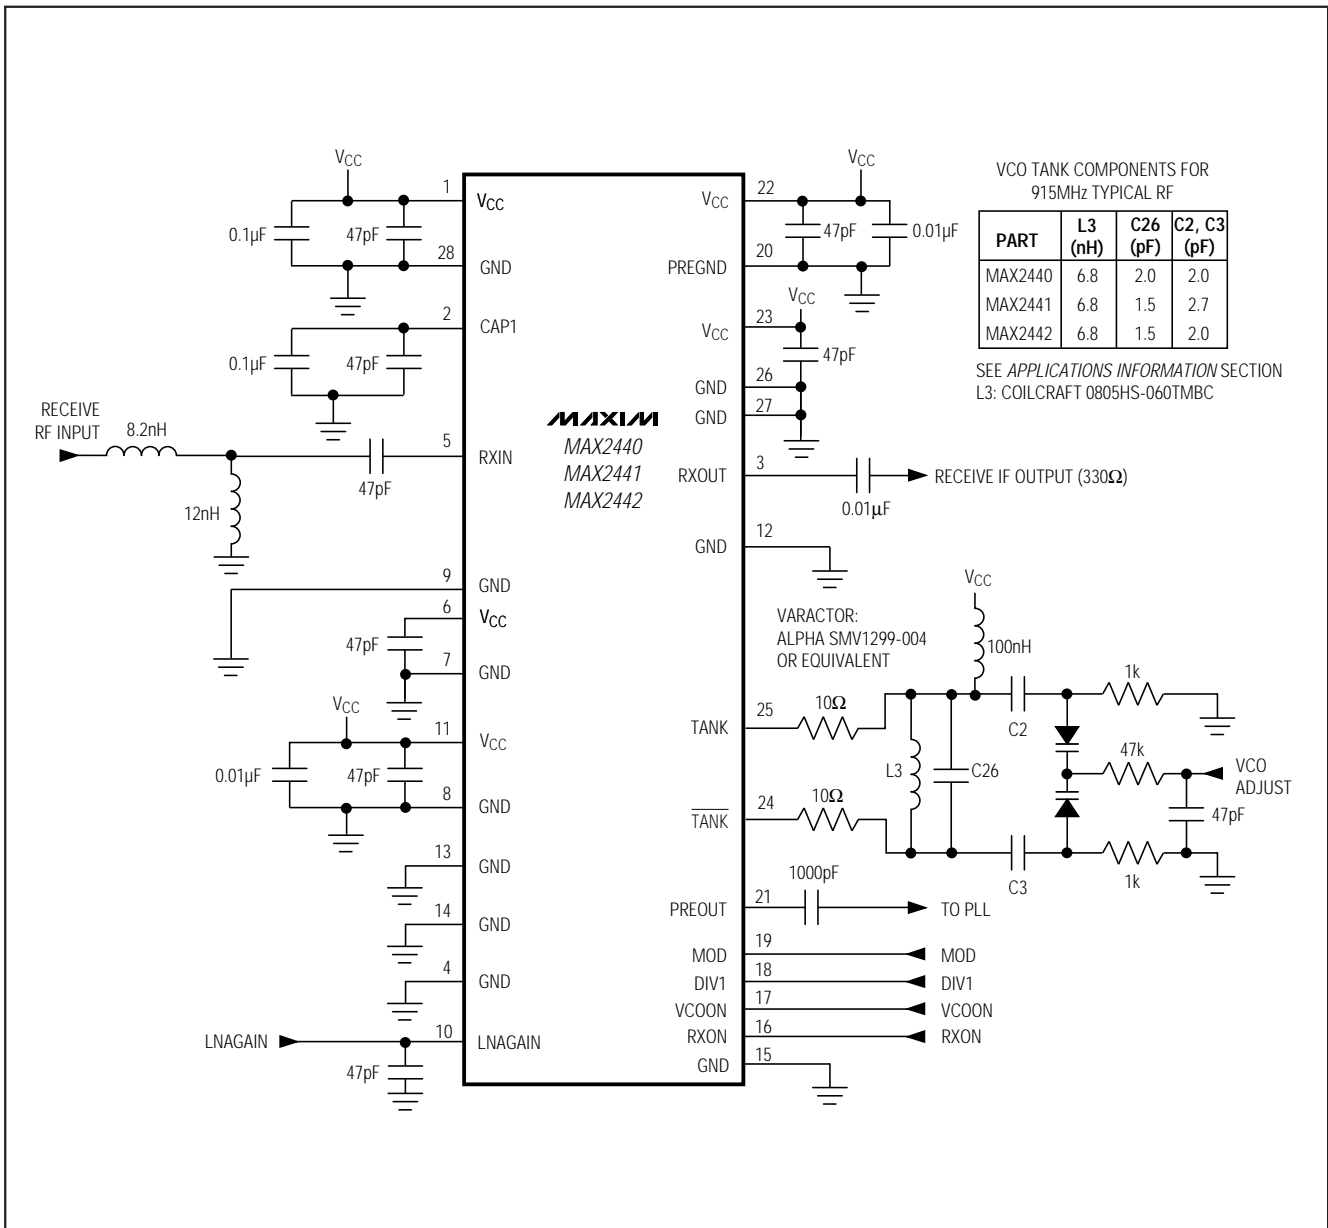 VCC
1
VCC
0.1µF
47pF
28
GND
2
CAP1
0.1µF
47pF
RECEIVE
RF INPUT
8.2nH
5
RXIN
47pF
12nH
9
GND
6
VCC
47pF
7
GND
VCC
11
VCC
0.01µF
47pF
8
GND
13
GND
14
GND
4
GND
LNAGAIN
10
LNAGAIN
47pF
MAXIM
MAX2440
MAX2441
MAX2442
VCC
22
VCC
47pF
0.01µF
20
PREGND
VCC
23
VCC
47pF
26
GND
27
GND
3
RXOUT
RECEIVE IF OUTPUT (330Ω)
0.01µF
12
GND
VARACTOR:
ALPHA SMV1299-004
OR EQUIVALENT
VCC
100nH
1k
25
TANK
10Ω
C2
L3
C26
47k
VCO
ADJUST
24
TANK
10Ω
47pF
C3
1k
1000pF
21
PREOUT
TO PLL
19
MOD
MOD
18
DIV1
DIV1
17
VCOON
VCOON
16
RXON
RXON
15
GND
VCO TANK COMPONENTS FOR
915MHz TYPICAL RF
PART L3 (nH) C26 (pF) C2, C3 (pF)
MAX2440 6.8 2.0 2.0
MAX2441 6.8 1.5 2.7
MAX2442 6.8 1.5 2.0
SEE APPLICATIONS INFORMATION SECTION
L3: COILCRAFT 0805HS-060TMBC